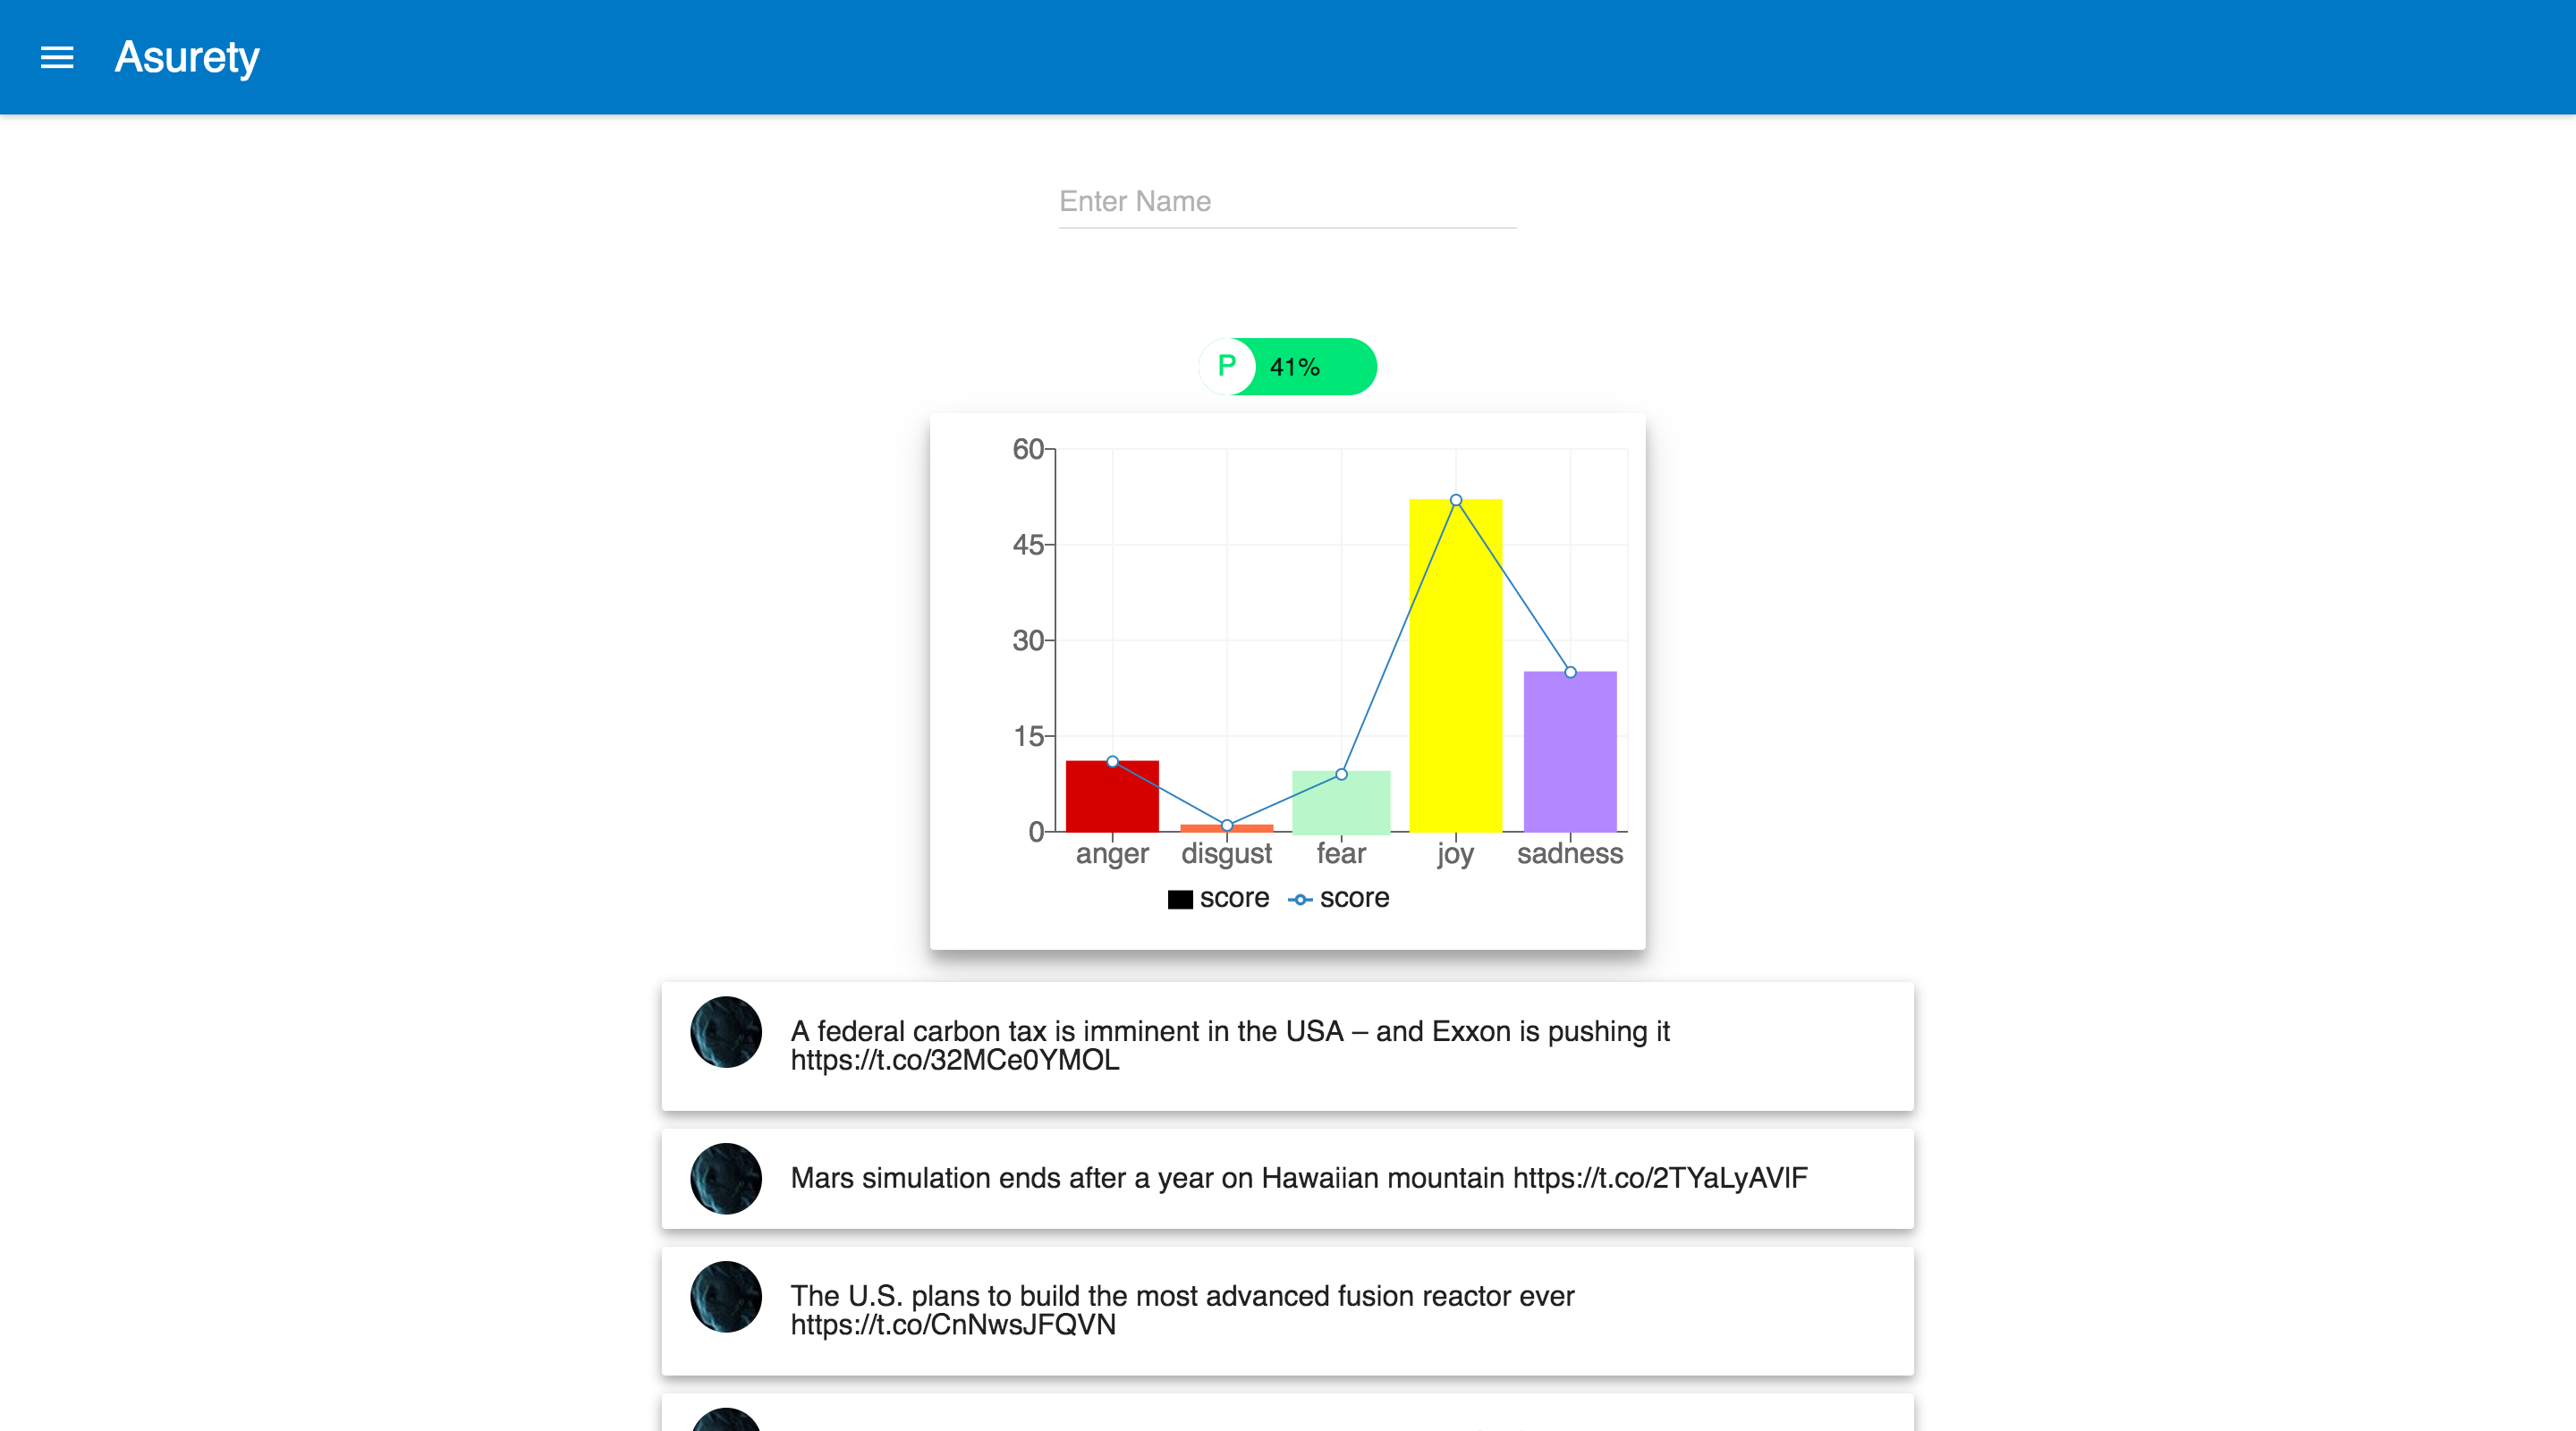 Asurety
Enter Name
P 41%
60
45
30
15
0
anger disgust fear joy sadness
score score
A federal carbon tax is imminent in the USA – and Exxon is pushing it
https://t.co/32MCe0YMOL
Mars simulation ends after a year on Hawaiian mountain https://t.co/2TYaLyAVlF
The U.S. plans to build the most advanced fusion reactor ever
https://t.co/CnNwsJFQVN